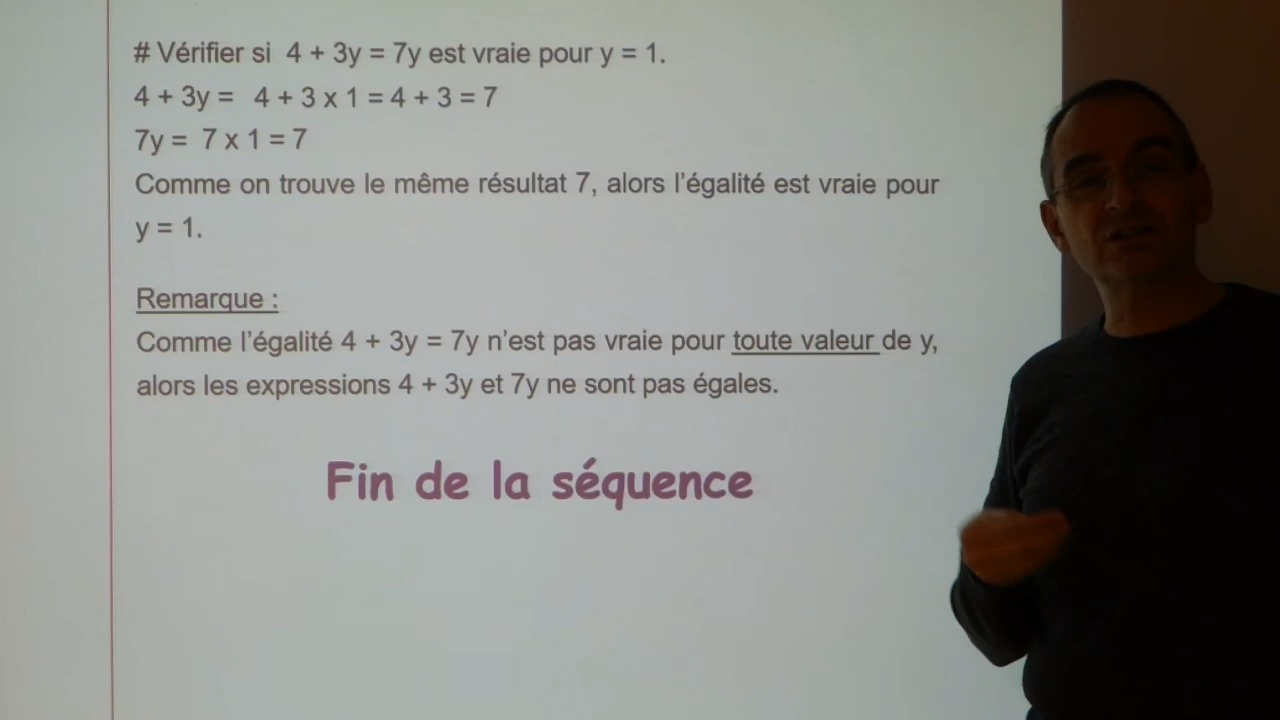 # Vérifier si 4 + 3y = 7y est vraie pour y = 1.
4 + 3y = 4 + 3 x 1 = 4 + 3 = 7
7y = 7 x 1 = 7
Comme on trouve le même résultat 7, alors l’égalité est vraie pour
y = 1.
Remarque :
Comme l’égalité 4 + 3y = 7y n’est pas vraie pour toute valeur de y,
alors les expressions 4 + 3y et 7y ne sont pas égales.
Fin de la séquence